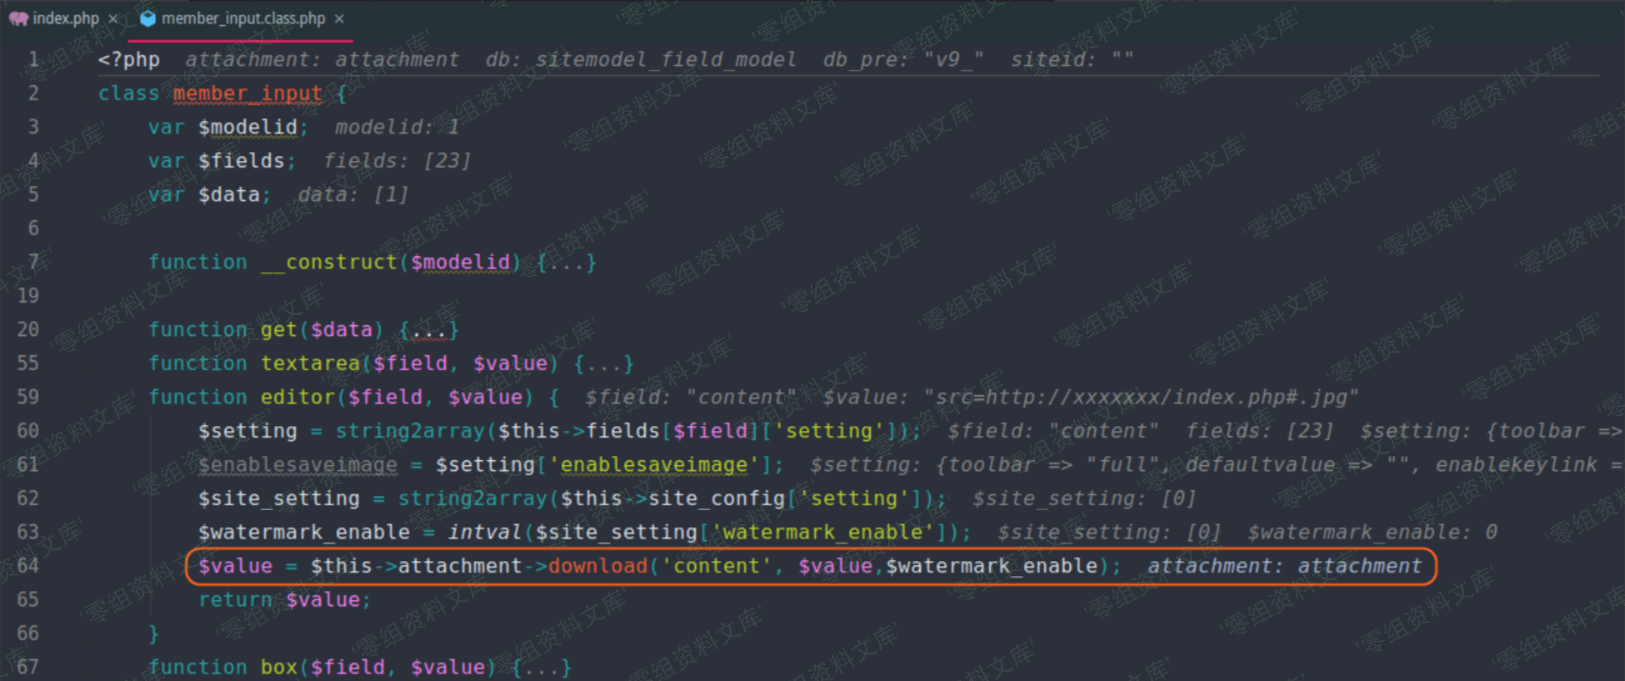 index.php × member_input.class.php ×
1 <?php attachment: attachment db: sitemodel_field_model db_pre: "v9_" siteid: ""
2 class member_input {
3 var $modelid; modelid: 1
4 var $fields; fields: [23]
5 var $data; data: [1]
6
7 function __construct($modelid) {...}
19
20 function get($data) {...}
55 function textarea($field, $value) {...}
59 function editor($field, $value) { $field: "content" $value: "src=http://xxxxxxx/index.php#.jpg"
60 $setting = string2array($this->fields[$field]['setting']); $field: "content" fields: [23] $setting: {toolbar =>
61 $enablesaveimage = $setting['enablesaveimage']; $setting: {toolbar => "full", defaultvalue => "", enablekeylink =
62 $site_setting = string2array($this->site_config['setting']); $site_setting: [0]
63 $watermark_enable = intval($site_setting['watermark_enable']); $site_setting: [0] $watermark_enable: 0
64 $value = $this->attachment->download('content', $value,$watermark_enable); attachment: attachment
65 return $value;
66 }
67 function box($field, $value) {...}
零组资料文库